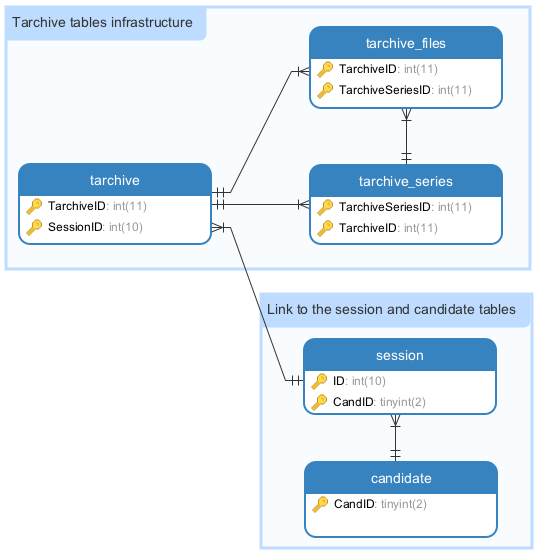 Tarchive tables infrastructure
tarchive_files
TarchiveID: int(11)
TarchiveSeriesID: int(11)
tarchive
TarchiveID: int(11)
SessionID: int(10)
tarchive_series
TarchiveSeriesID: int(11)
TarchiveID: int(11)
Link to the session and candidate tables
session
ID: int(10)
CandID: tinyint(2)
candidate
CandID: tinyint(2)